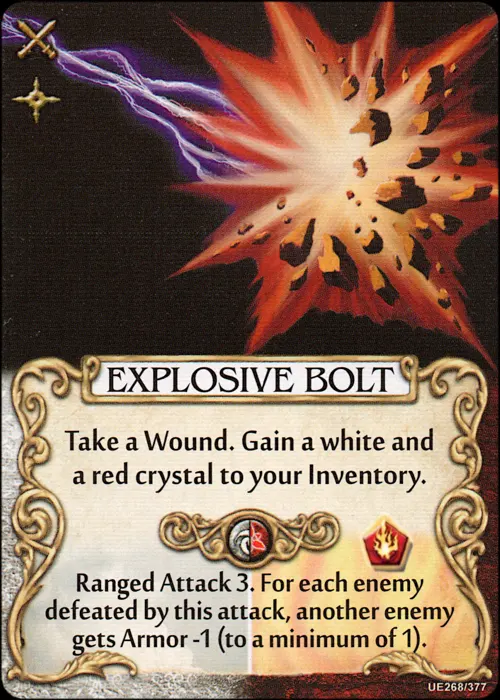 EXPLOSIVE BOLT
Take a Wound. Gain a white and
a red crystal to your Inventory.
Ranged Attack 3. For each enemy
defeated by this attack, another enemy
gets Armor -1 (to a minimum of 1).
UE268/377